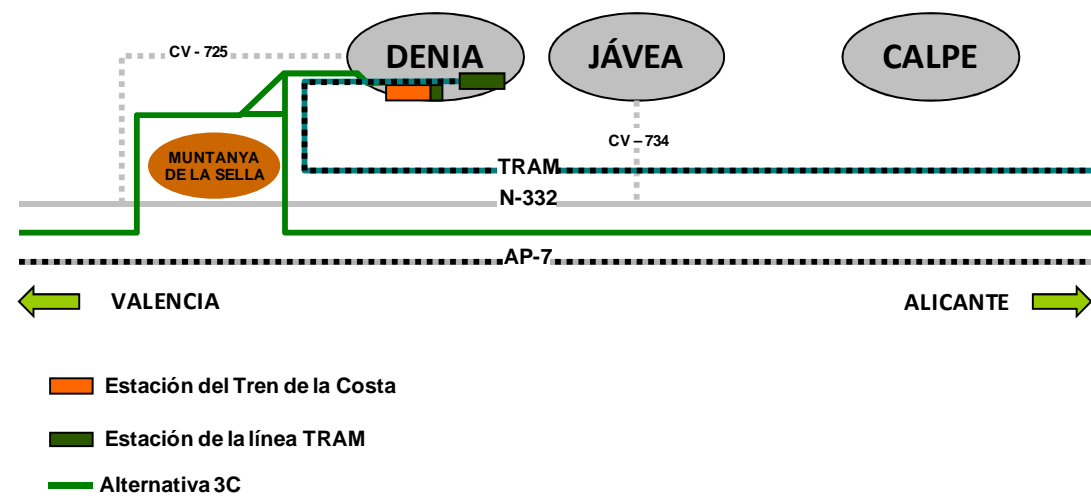 CV - 725
DENIA
JÁVEA
CALPE
CV – 734
MUNTANYA
DE LA SELLA
TRAM
N-332
AP-7
VALENCIA
ALICANTE
Estación del Tren de la Costa
Estación de la línea TRAM
Alternativa 3C